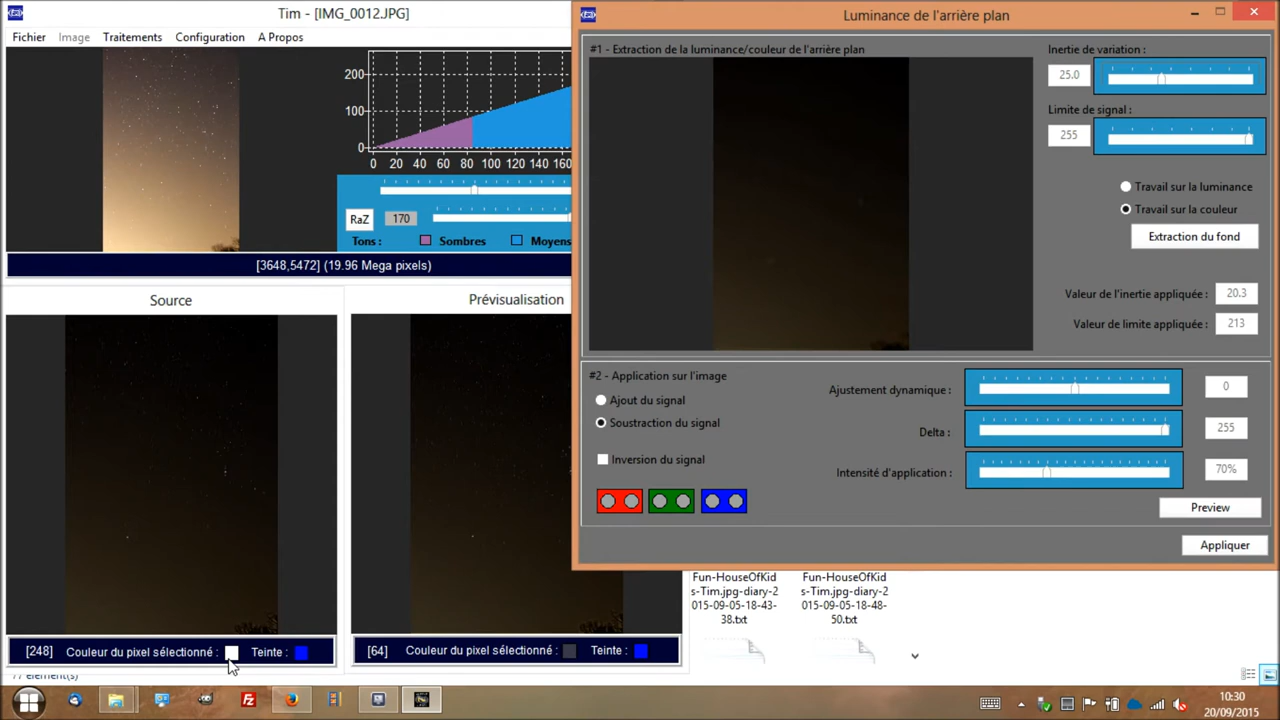 Tim - [IMG_0012.JPG]
Fichier Image Traitements Configuration A Propos
200
100
0
0 20 40 60 80 100 120 140 160
RaZ 170
Tons : Sombres Moyens
[3648,5472] (19.96 Mega pixels)
Source Prévisualisation
[248] Couleur du pixel sélectionné : Teinte :
[64] Couleur du pixel sélectionné : Teinte :
Luminance de l'arrière plan
#1 - Extraction de la luminance/couleur de l'arrière plan
Inertie de variation :
25.0
Limite de signal :
255
Travail sur la luminance
Travail sur la couleur
Extraction du fond
Valeur de l'inertie appliquée : 20.3
Valeur de limite appliquée : 213
#2 - Application sur l'image
Ajout du signal
Soustraction du signal
Inversion du signal
Ajustement dynamique : 0
Delta : 255
Intensité d'application : 70%
Preview
Appliquer
Fun-HouseOfKid
s-Tim.jpg-diary-2
015-09-05-18-43-
38.txt
Fun-HouseOfKid
s-Tim.jpg-diary-2
015-09-05-18-48-
50.txt
77 élément(s)
10:30
20/09/2015